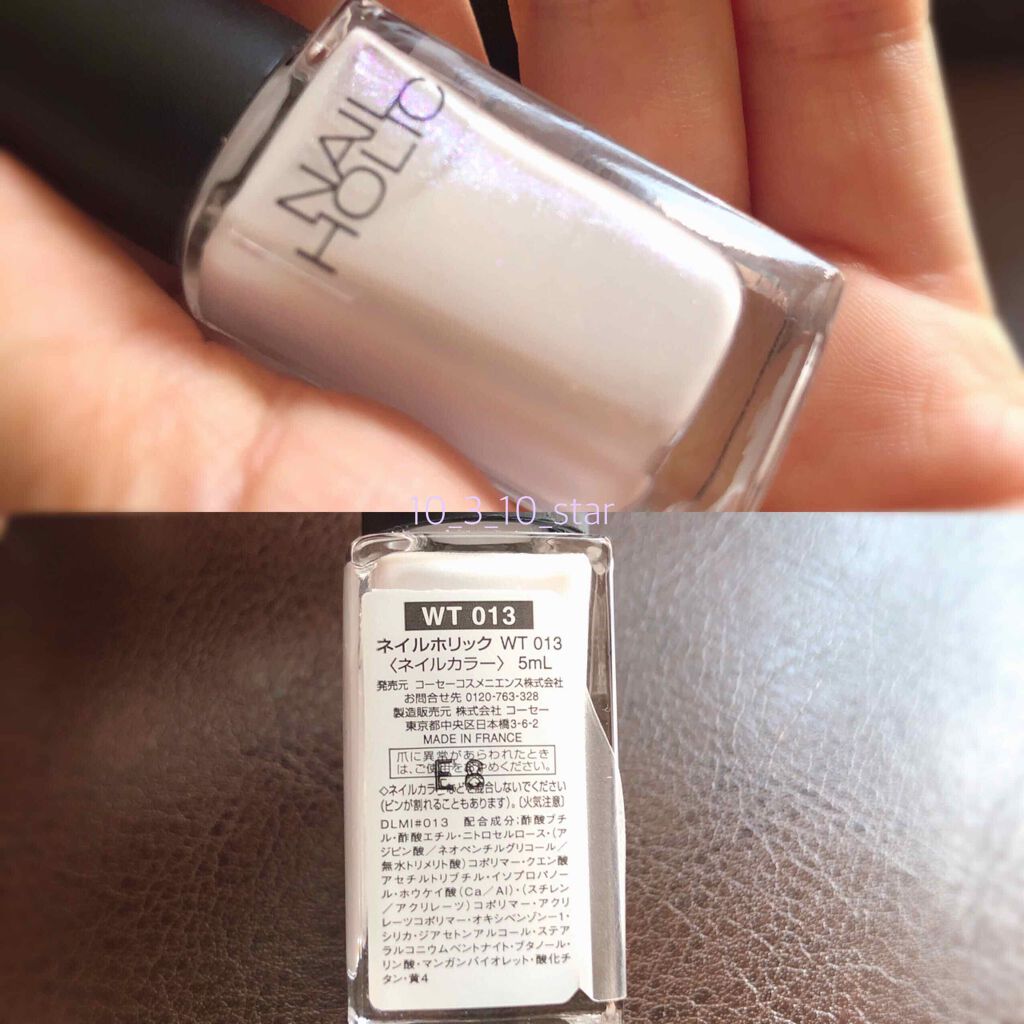 NAIL
HOLIC
10_3_10_star
WT 013
ネイルホリック WT 013
〈ネイルカラー〉 5mL
発売元 コーセーコスメニエンス株式会社
お問合せ先 0120-763-328
製造販売元 株式会社 コーセー
東京都中央区日本橋3-6-2
MADE IN FRANCE
爪に異常があらわれたとき
は、ご使用をおやめください。
E8
◇ネイルカラーなどを混合しないでください
(ビンが割れることもあります)。[火気注意]
DLMI#013 配合成分:酢酸ブチ
ル・酢酸エチル・ニトロセルロース・(ア
ジピン酸/ネオペンチルグリコール/
無水トリメリト酸)コポリマー・クエン酸
アセチルトリブチル・イソプロパノー
ル・ホウケイ酸(Ca/Al)・(スチレン
/アクリレーツ)コポリマー・アクリ
レーツコポリマー・オキシベンゾン-1・
シリカ・ジアセトンアルコール・ステア
ラルコニウムベントナイト・ブタノール・
リン酸・マンガンバイオレット・酸化チ
タン・黄4